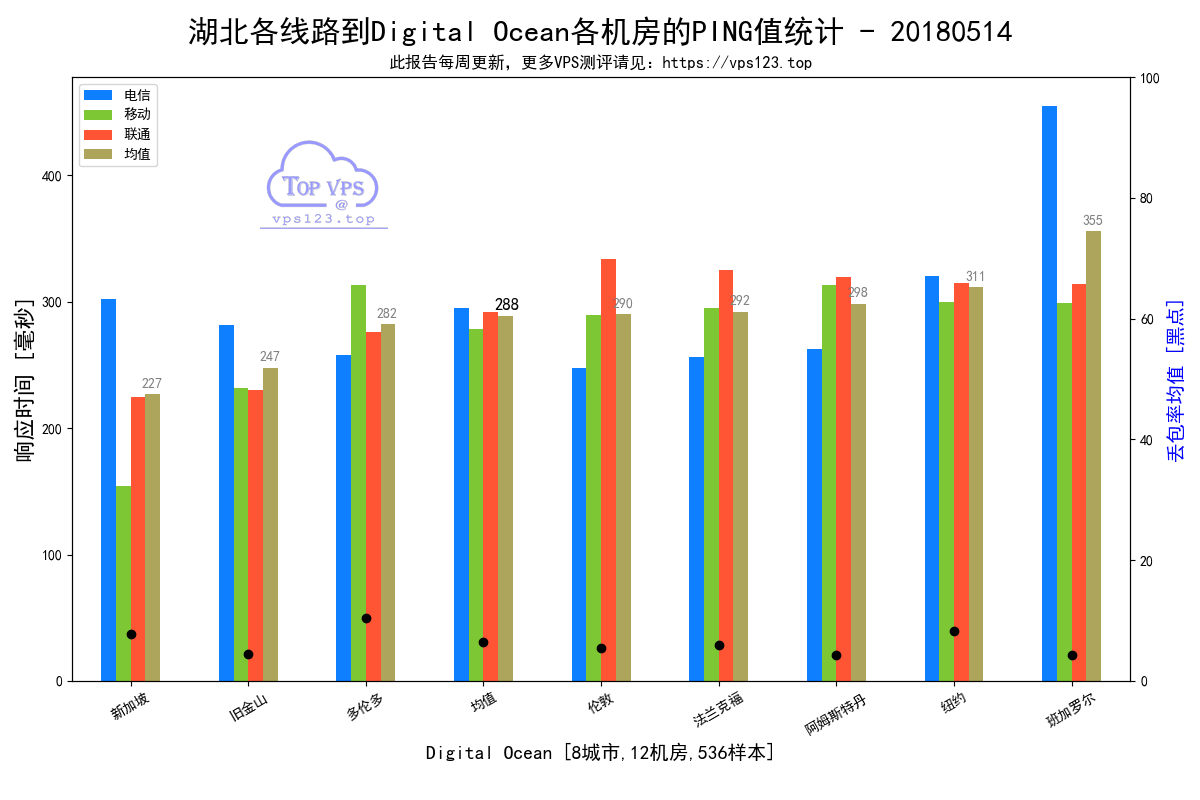 湖北各线路到Digital Ocean各机房的PING值统计 - 20180514
此报告每周更新，更多VPS测评请见：https://vps123.top
电信
移动
联通
均值
TOP VPS
@
vps123.top
响应时间 [毫秒]
400
300
200
100
0
227
247
282
288
290
292
298
311
355
100
80
60
40
20
0
丢包率均值 [黑点]
新加坡
旧金山
多伦多
均值
伦敦
法兰克福
阿姆斯特丹
纽约
班加罗尔
Digital Ocean [8城市,12机房,536样本]